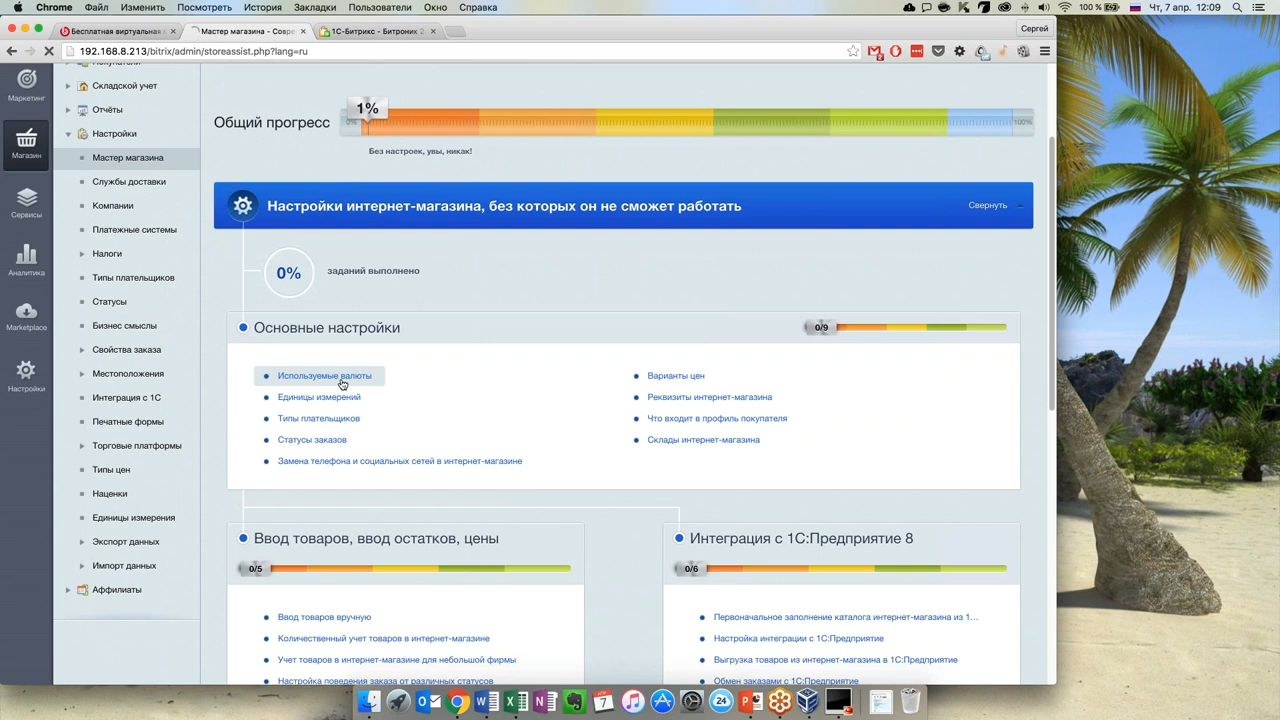 Chrome Файл Изменить Посмотреть История Закладки Пользователи Окно Справка
100 % Чт, 7 апр. 12:09
Бесплатная виртуальная
Мастер магазина - Совре
1С-Битрикс - Битроник 2
Сергей
192.168.8.213/bitrix/admin/storeassist.php?lang=ru
Маркетинг
Магазин
Сервисы
Аналитика
Marketplace
Настройки
Покупатели
Складской учет
Отчёты
Настройки
Мастер магазина
Службы доставки
Компании
Платежные системы
Налоги
Типы плательщиков
Статусы
Бизнес смыслы
Свойства заказа
Местоположения
Интеграция с 1С
Печатные формы
Торговые платформы
Типы цен
Наценки
Единицы измерения
Экспорт данных
Импорт данных
Аффилиаты
Общий прогресс
1%
0%
100%
Без настроек, увы, никак!
Настройки интернет-магазина, без которых он не сможет работать
Свернуть
0%
заданий выполнено
Основные настройки
0/9
Используемые валюты
Единицы измерений
Типы плательщиков
Статусы заказов
Замена телефона и социальных сетей в интернет-магазине
Варианты цен
Реквизиты интернет-магазина
Что входит в профиль покупателя
Склады интернет-магазина
Ввод товаров, ввод остатков, цены
0/5
Ввод товаров вручную
Количественный учет товаров в интернет-магазине
Учет товаров в интернет-магазине для небольшой фирмы
Настройка поведения заказа от различных статусов
Интеграция с 1С:Предприятие 8
0/6
Первоначальное заполнение каталога интернет-магазина из 1...
Настройка интеграции с 1С:Предприятие
Выгрузка товаров из интернет-магазина в 1С:Предприятие
Обмен заказами с 1С:Предприятие
7
24